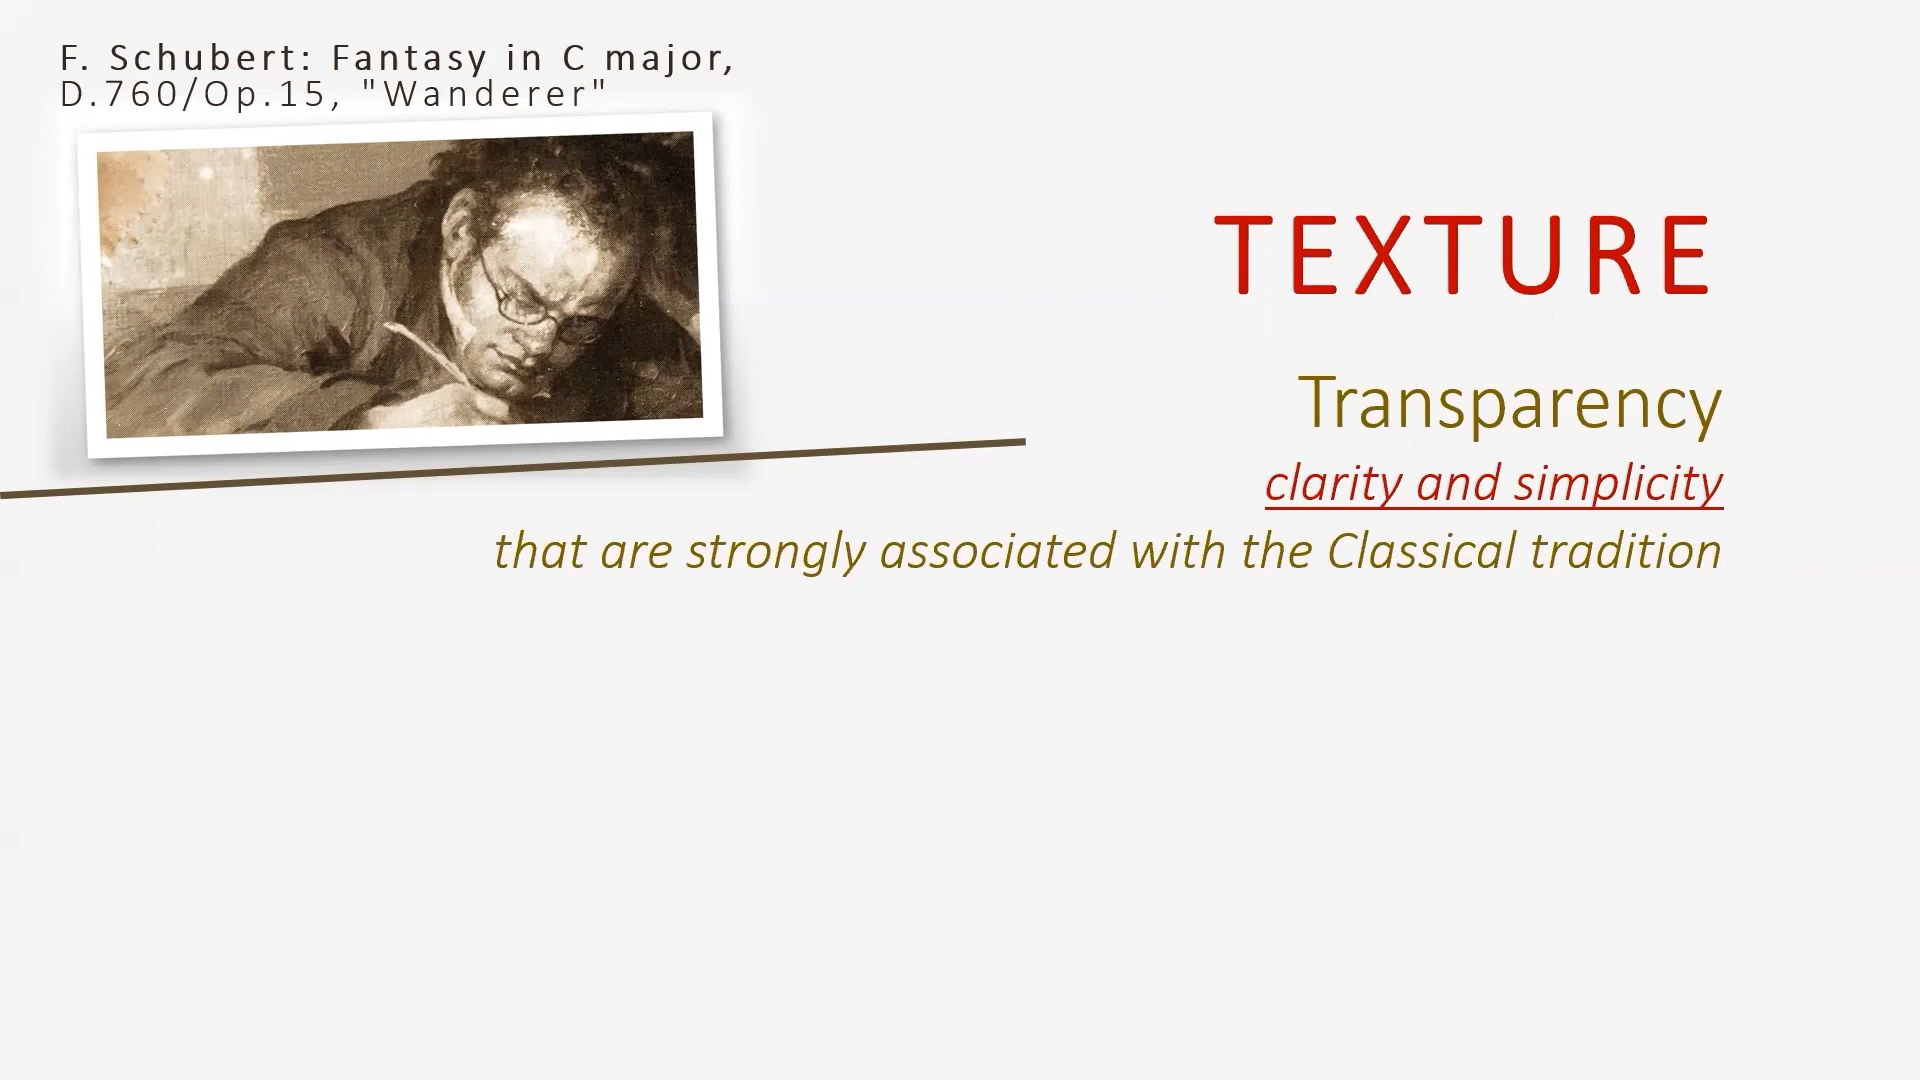 F. Schubert: Fantasy in C major,
D.760/Op.15, "Wanderer"
TEXTURE
Transparency
clarity and simplicity
that are strongly associated with the Classical tradition